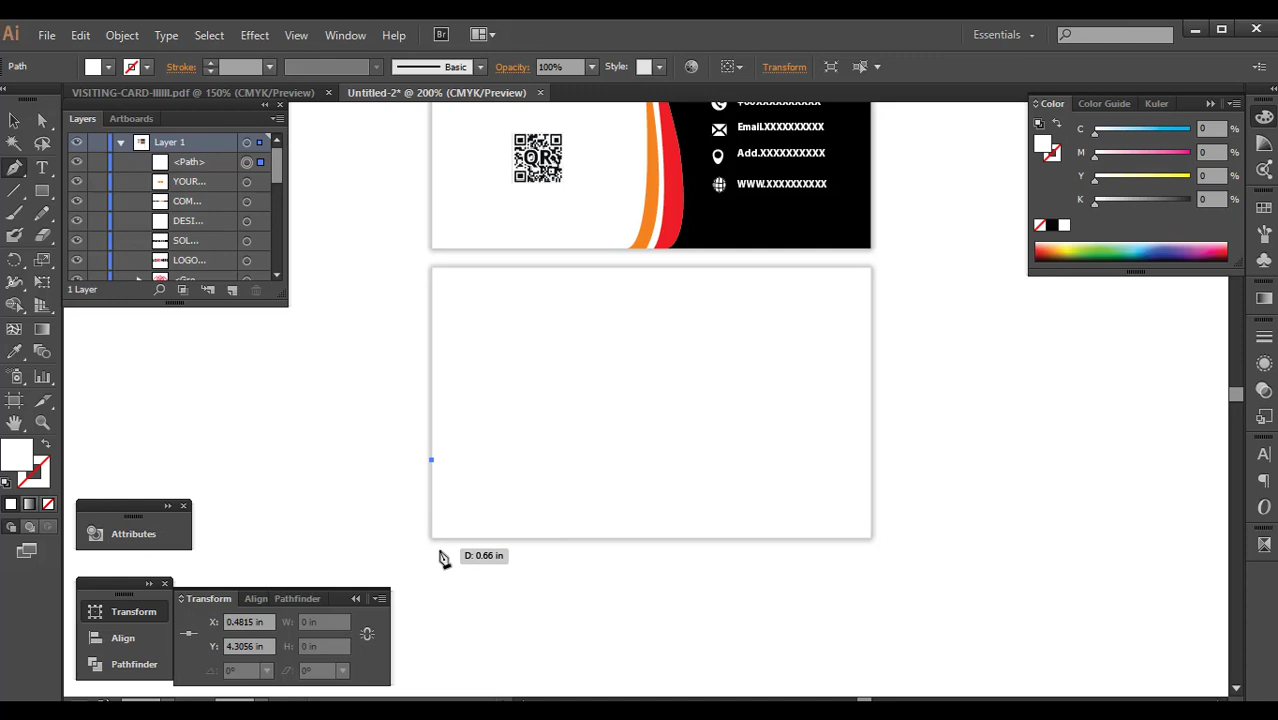 Ai File Edit Object Type Select Effect View Window Help Br Essentials
Path Stroke: Basic Opacity: 100% Style: Transform
VISITING-CARD-IIIIII.pdf @ 150% (CMYK/Preview) × Untitled-2* @ 200% (CMYK/Preview) ×
Layers Artboards
Layer 1
<Path>
YOUR...
COM...
DESI...
SOL...
LOGO...
1 Layer
QR
Email.XXXXXXXXXX
Add.XXXXXXXXXX
WWW.XXXXXXXXXX
Color Color Guide Kuler
C 0 %
M 0 %
Y 0 %
K 0 %
D: 0.66 in
Attributes
Transform
Align
Pathfinder
Transform Align Pathfinder
X: 0.4815 in W: 0 in
Y: 4.3056 in H: 0 in
0° 0°